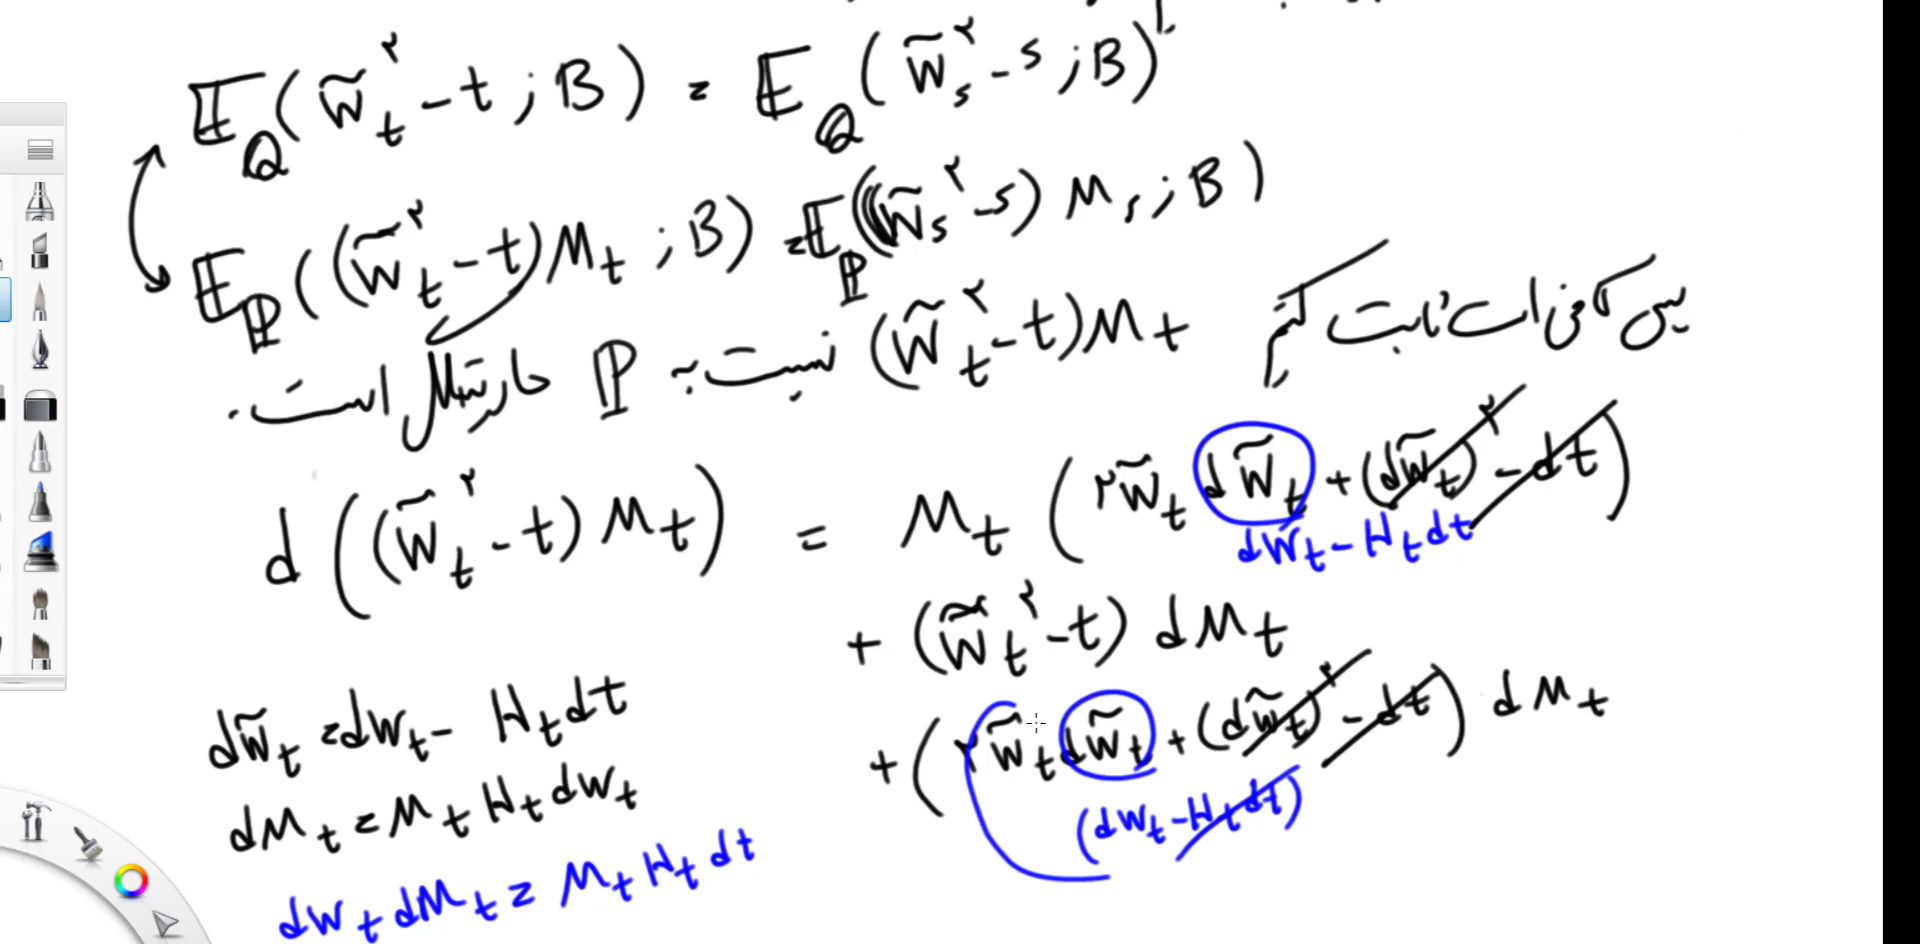 E_Q(W̃_t^۲ - t ; B) = E_Q(W̃_s^۲ - s ; B)
E_P((W̃_t^۲ - t) M_t ; B) = E_P((W̃_s^۲ - s) M_s ; B)
پس کافی است ثابت کنیم (W̃_t^۲ - t) M_t نسبت به P مارتینگل است.
d((W̃_t^۲ - t) M_t) = M_t (۲W̃_t dW̃_t + (dW̃_t)^۲ - dt)
dW_t - H_t dt
+ (W̃_t^۲ - t) dM_t
+ (۲W̃_t dW̃_t + (dW̃_t)^۲ - dt) dM_t
(dW_t - H_t dt)
dW̃_t = dW_t - H_t dt
dM_t = M_t H_t dW_t
dW_t dM_t = M_t H_t dt